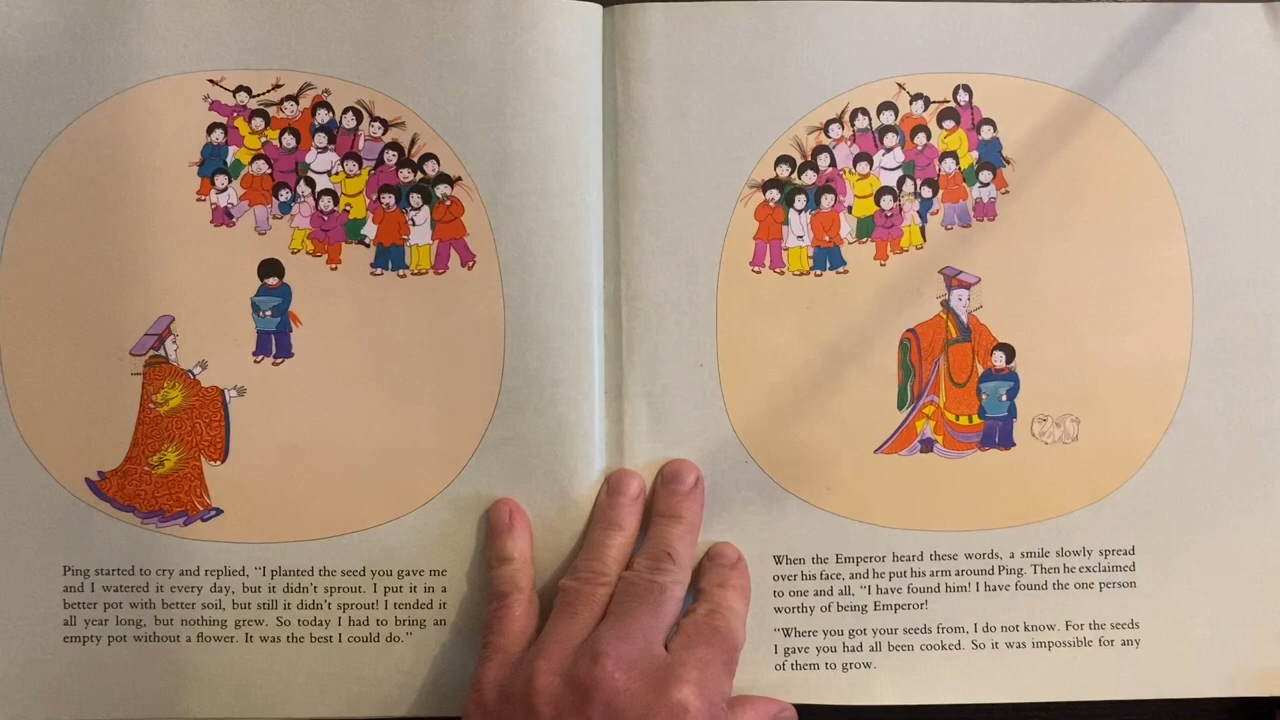 Ping started to cry and replied, “I planted the seed you gave me
and I watered it every day, but it didn’t sprout. I put it in a
better pot with better soil, but still it didn’t sprout! I tended it
all year long, but nothing grew. So today I had to bring an
empty pot without a flower. It was the best I could do.”
When the Emperor heard these words, a smile slowly spread
over his face, and he put his arm around Ping. Then he exclaimed
to one and all, “I have found him! I have found the one person
worthy of being Emperor!
“Where you got your seeds from, I do not know. For the seeds
I gave you had all been cooked. So it was impossible for any
of them to grow.